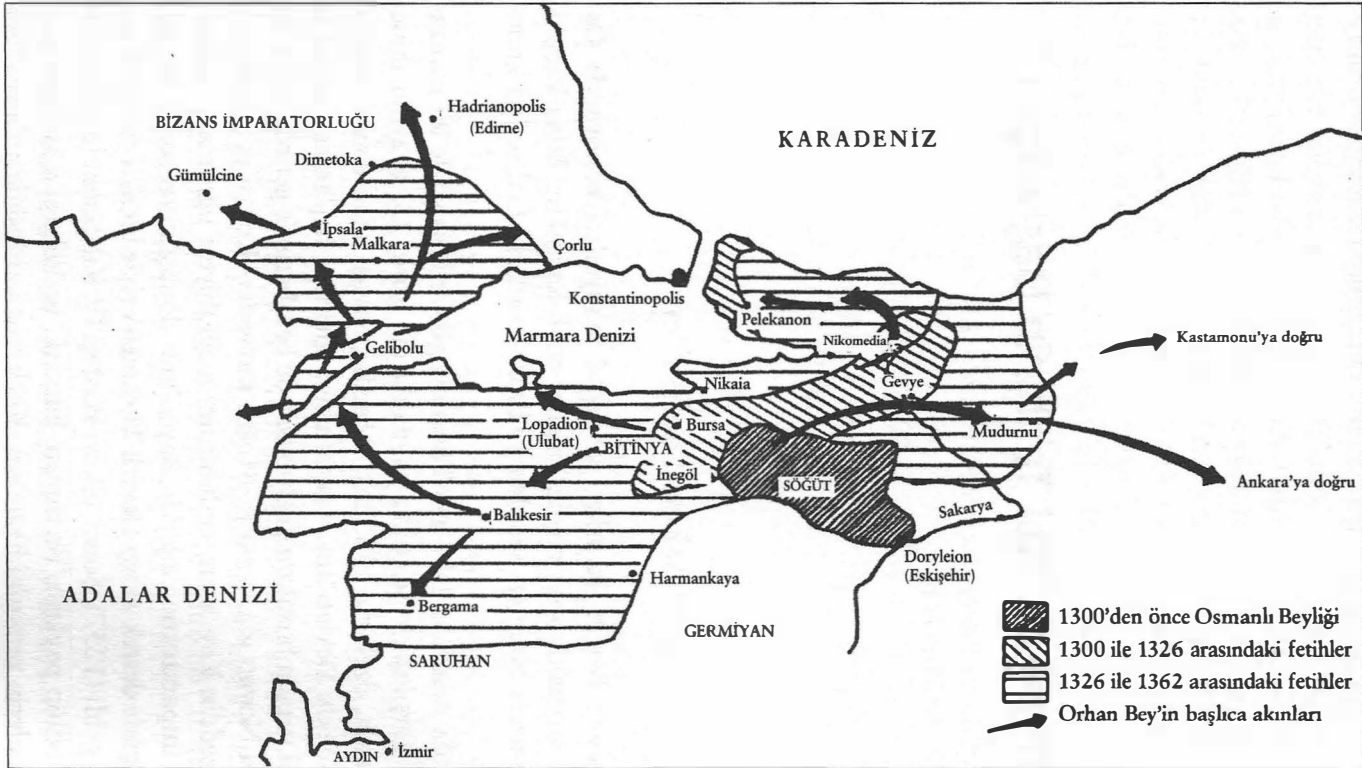 BİZANS İMPARATORLUĞU
Hadrianopolis
(Edirne)
KARADENİZ
Dimetoka
Gümülcine
İpsala
Malkara
Çorlu
Konstantinopolis
Pelekanon
Marmara Denizi
Nikomedia
Gelibolu
Kastamonu'ya doğru
Nikaia
Gevye
Lopadion
(Ulubat)
Bursa
Mudurnu
BİTİNYA
İnegöl
SÖĞÜT
Ankara'ya doğru
Sakarya
Balıkesir
Doryleion
(Eskişehir)
Harmankaya
ADALAR DENİZİ
Bergama
GERMİYAN
SARUHAN
AYDIN
İzmir
1300'den önce Osmanlı Beyliği
1300 ile 1326 arasındaki fetihler
1326 ile 1362 arasındaki fetihler
Orhan Bey'in başlıca akınları